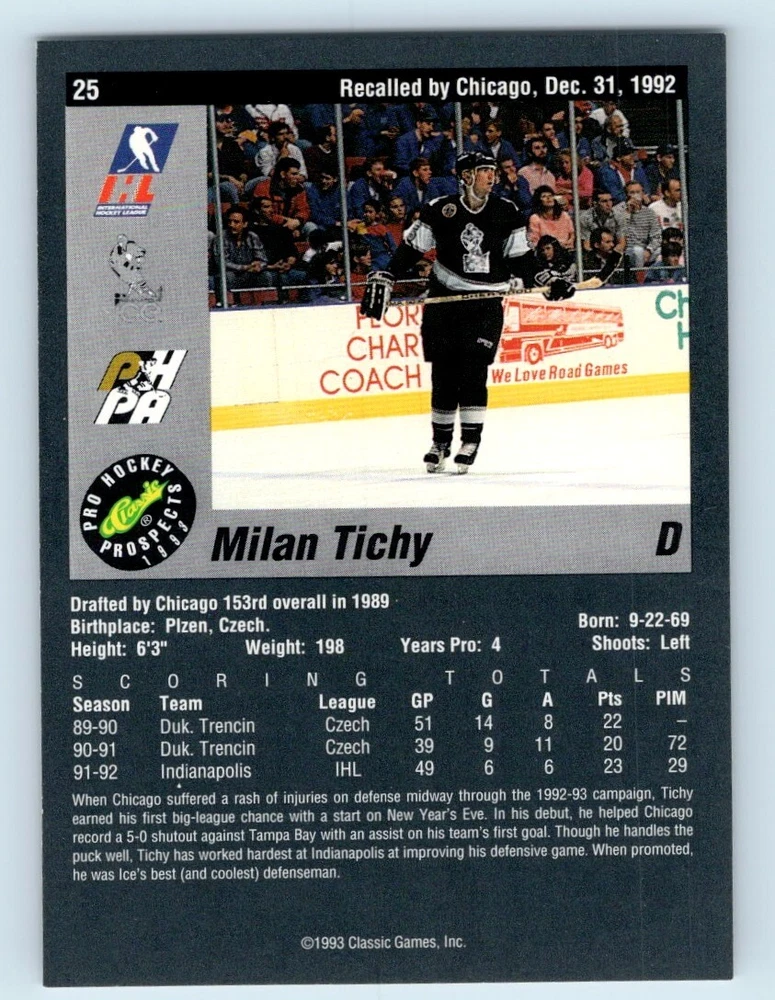 25 Recalled by Chicago, Dec. 31, 1992
IHL
INTERNATIONAL
HOCKEY LEAGUE
ICE
PHPA
FLOR
CHAR
COACH
We Love Road Games
CH
H
PRO HOCKEY
Classic®
PROSPECTS
1993
Milan Tichy D
Drafted by Chicago 153rd overall in 1989
Birthplace: Plzen, Czech. Born: 9-22-69
Height: 6'3" Weight: 198 Years Pro: 4 Shoots: Left
SCORING TOTALS
Season Team League GP G A Pts PIM
89-90 Duk. Trencin Czech 51 14 8 22 –
90-91 Duk. Trencin Czech 39 9 11 20 72
91-92 Indianapolis IHL 49 6 6 23 29
When Chicago suffered a rash of injuries on defense midway through the 1992-93 campaign, Tichy
earned his first big-league chance with a start on New Year's Eve. In his debut, he helped Chicago
record a 5-0 shutout against Tampa Bay with an assist on his team's first goal. Though he handles the
puck well, Tichy has worked hardest at Indianapolis at improving his defensive game. When promoted,
he was Ice's best (and coolest) defenseman.
©1993 Classic Games, Inc.